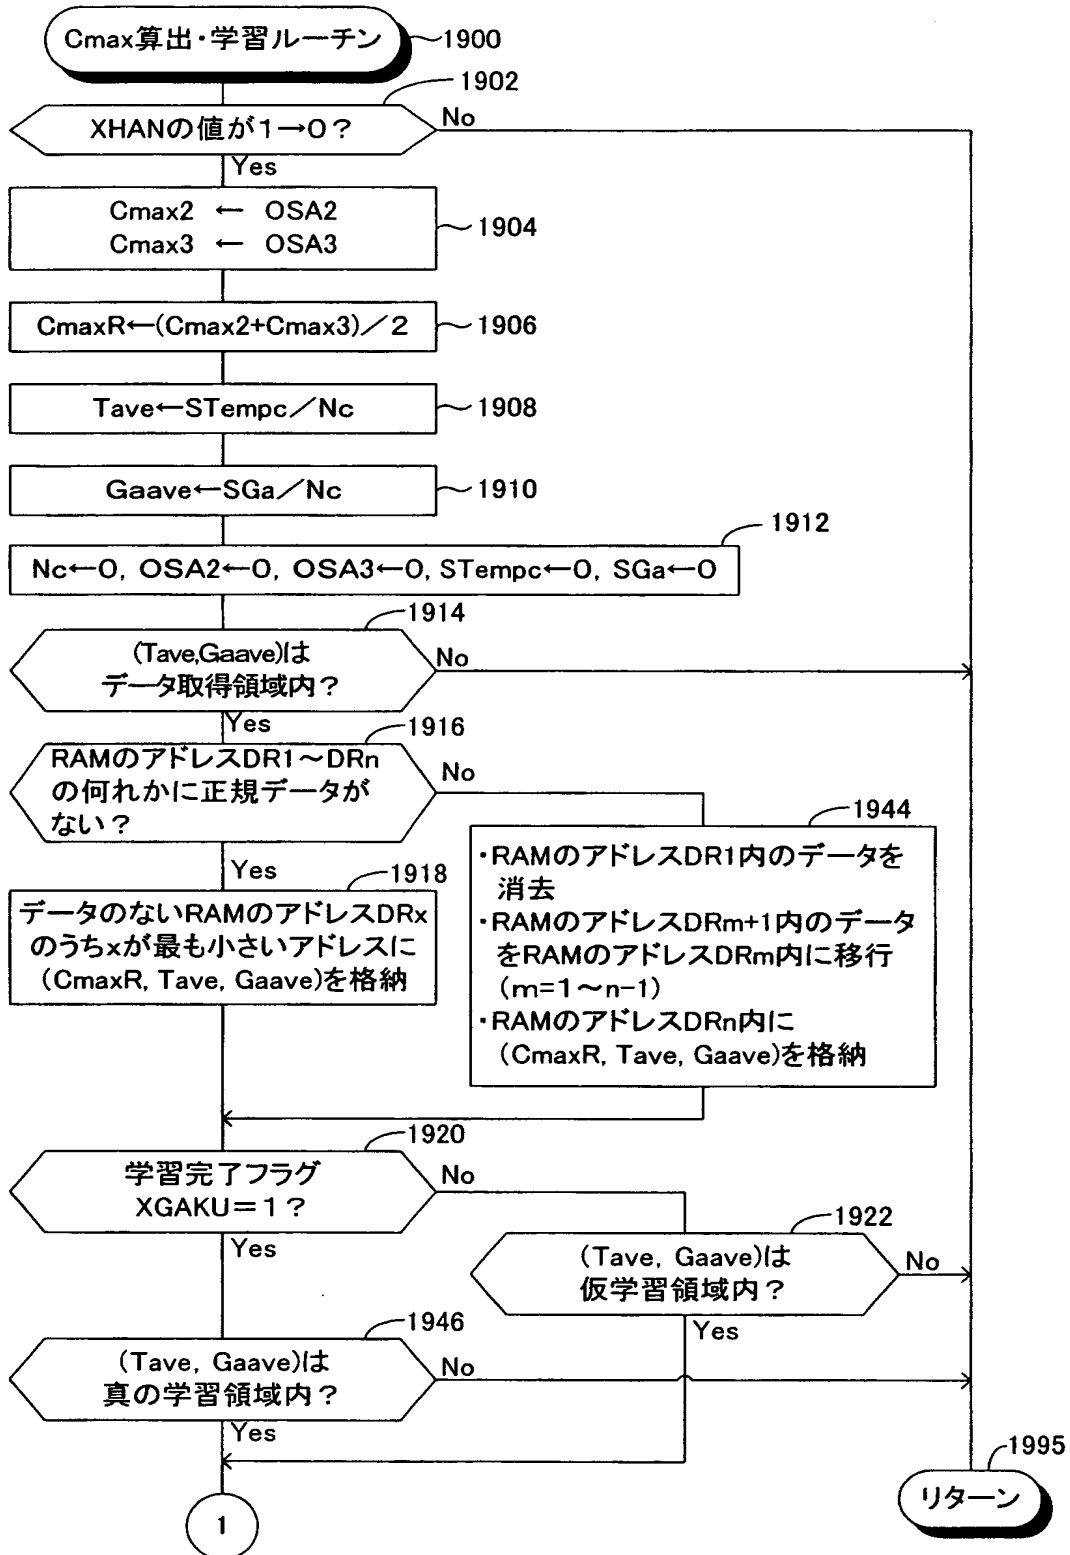 Cmax算出・学習ルーチン
1900
1902
XHANの値が1→0？
No
Yes
Cmax2 ← OSA2
Cmax3 ← OSA3
1904
CmaxR←(Cmax2+Cmax3)／2
1906
Tave←STempc／Nc
1908
Gaave←SGa／Nc
1910
1912
Nc←0, OSA2←0, OSA3←0, STempc←0, SGa←0
1914
(Tave,Gaave)は
データ取得領域内？
No
Yes
1916
RAMのアドレスDR1～DRn
の何れかに正規データが
ない？
No
Yes
1918
データのないRAMのアドレスDRx
のうちxが最も小さいアドレスに
(CmaxR, Tave, Gaave)を格納
1944
・RAMのアドレスDR1内のデータを
消去
・RAMのアドレスDRm+1内のデータ
をRAMのアドレスDRm内に移行
(m=1～n-1)
・RAMのアドレスDRn内に
(CmaxR, Tave, Gaave)を格納
1920
学習完了フラグ
XGAKU＝1？
No
Yes
1922
(Tave, Gaave)は
仮学習領域内？
No
Yes
1946
(Tave, Gaave)は
真の学習領域内？
No
Yes
1
1995
リターン